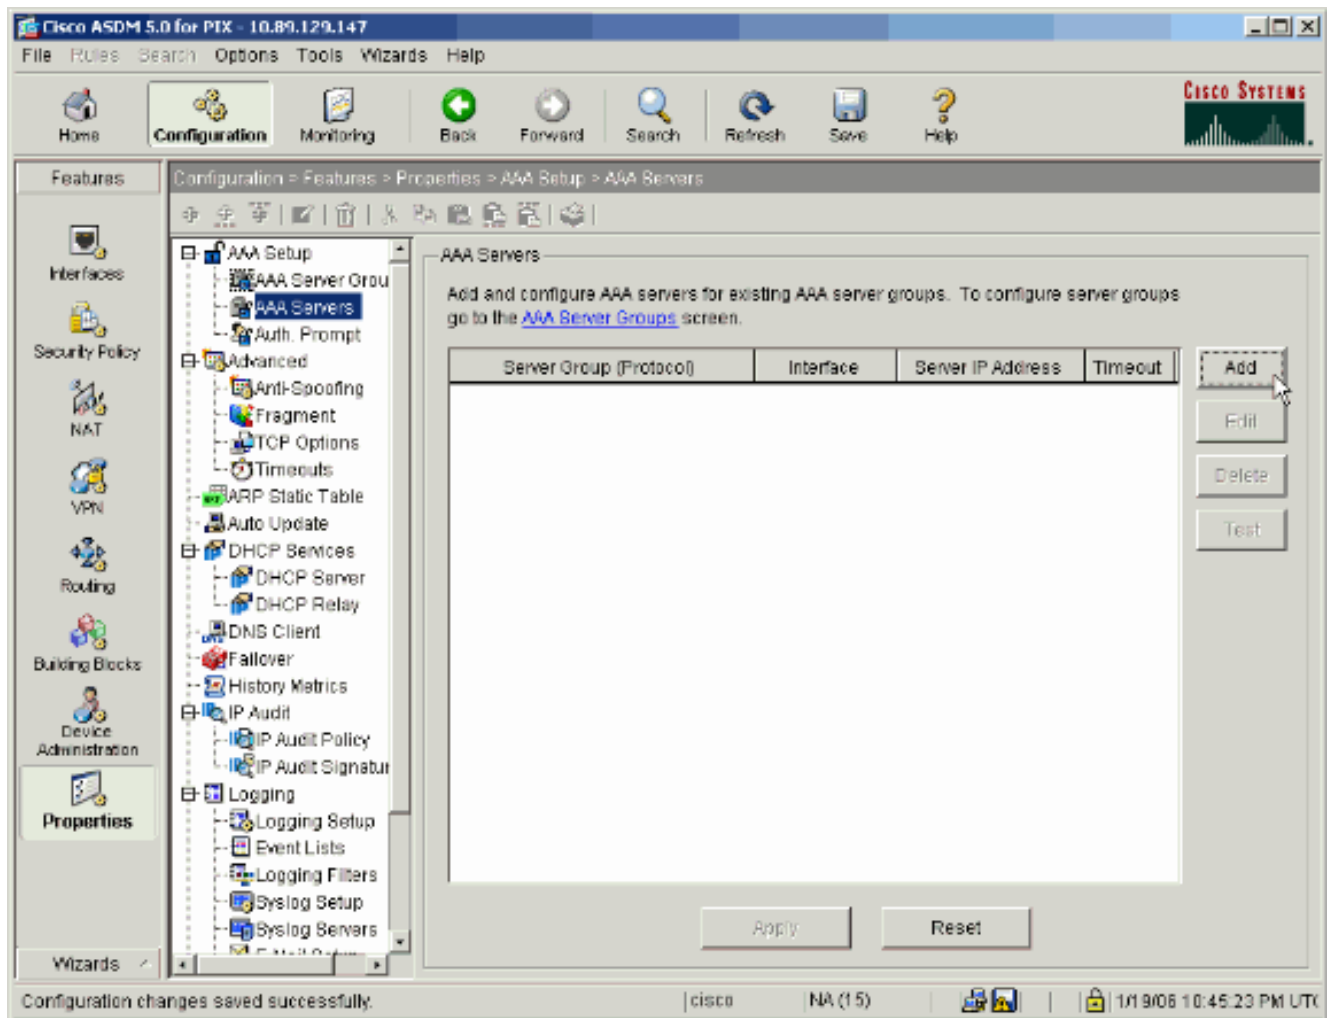 Cisco ASDM 5.0 for PIX - 10.89.129.147
File Rules Search Options Tools Wizards Help
Home Configuration Monitoring Back Forward Search Refresh Save Help
CISCO SYSTEMS
Features
Configuration > Features > Properties > AAA Setup > AAA Servers
Interfaces
Security Policy
NAT
VPN
Routing
Building Blocks
Device
Administration
Properties
Wizards
AAA Setup
AAA Server Grou
AAA Servers
Auth. Prompt
Advanced
Anti-Spoofing
Fragment
TCP Options
Timeouts
ARP Static Table
Auto Update
DHCP Services
DHCP Server
DHCP Relay
DNS Client
Failover
History Metrics
IP Audit
IP Audit Policy
IP Audit Signatur
Logging
Logging Setup
Event Lists
Logging Filters
Syslog Setup
Syslog Servers
AAA Servers
Add and configure AAA servers for existing AAA server groups. To configure server groups
go to the AAA Server Groups screen.
Server Group (Protocol) Interface Server IP Address Timeout
Add
Edit
Delete
Test
Apply Reset
Configuration changes saved successfully. cisco NA (15) 1/19/06 10:45:23 PM UTC